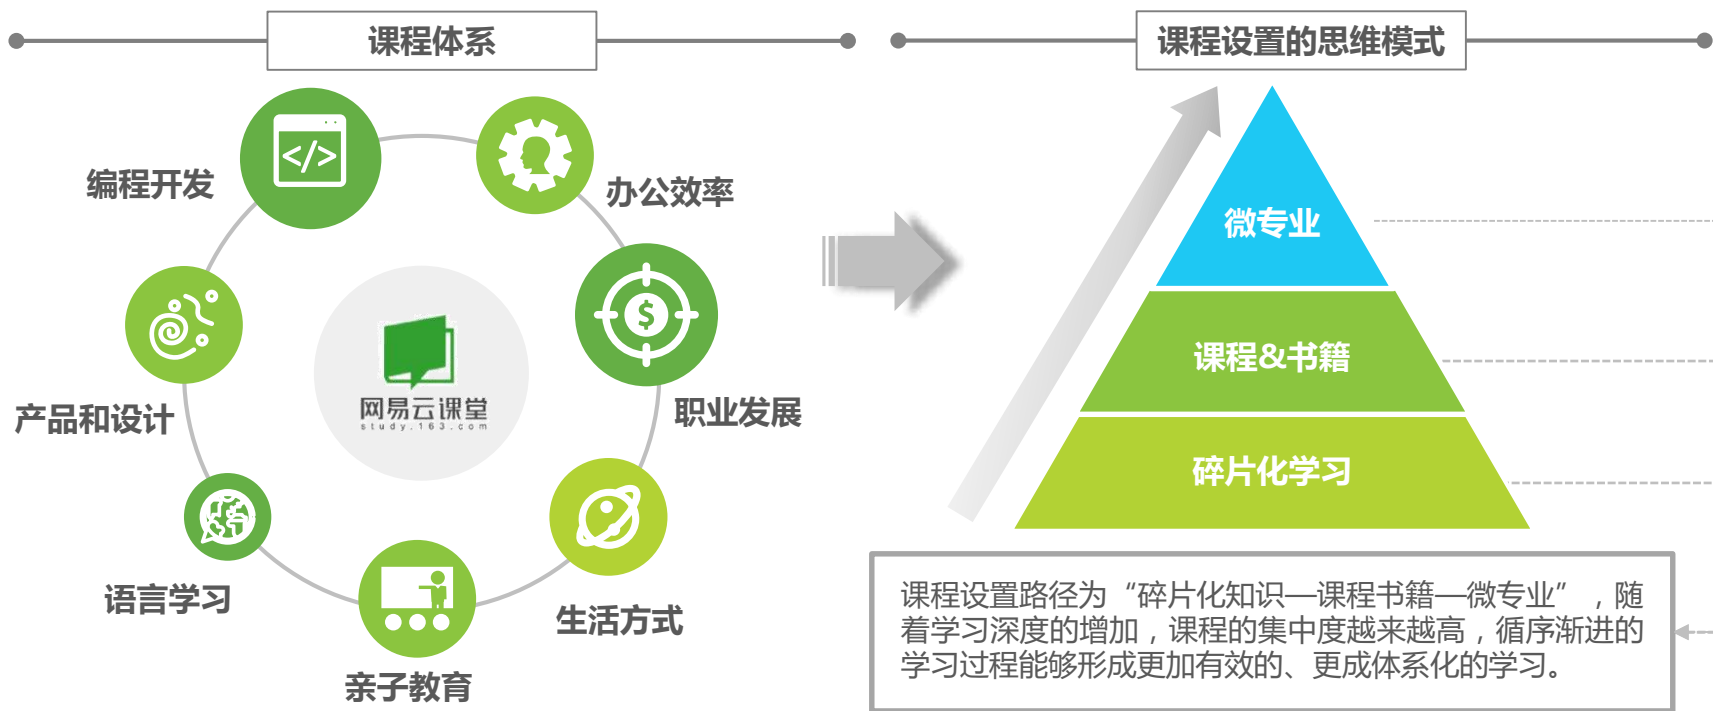 课程体系
课程设置的思维模式
</>
编程开发
办公效率
$
微专业
网易云课堂
study.163.com
产品和设计
职业发展
课程&书籍
碎片化学习
语言学习
生活方式
亲子教育
课程设置路径为“碎片化知识—课程书籍—微专业”，随
着学习深度的增加，课程的集中度越来越高，循序渐进的
学习过程能够形成更加有效的、更成体系化的学习。